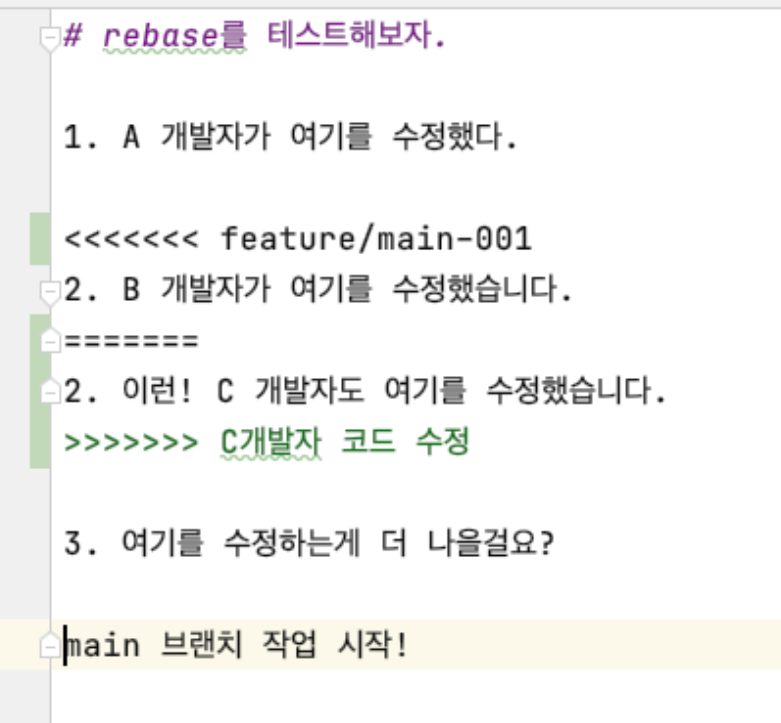 # rebase를 테스트해보자.
1. A 개발자가 여기를 수정했다.
<<<<<<< feature/main-001
2. B 개발자가 여기를 수정했습니다.
=======
2. 이런! C 개발자도 여기를 수정했습니다.
>>>>>>> C개발자 코드 수정
3. 여기를 수정하는게 더 나을걸요?
main 브랜치 작업 시작!